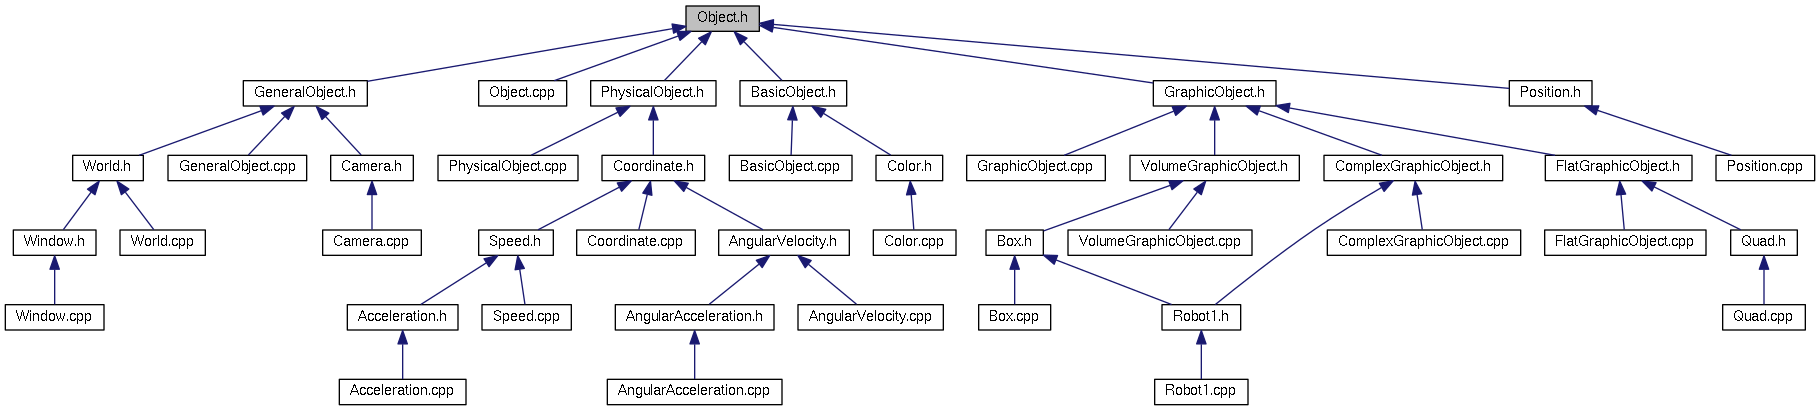 Object.h
GeneralObject.h
Object.cpp
PhysicalObject.h
BasicObject.h
GraphicObject.h
Position.h
World.h
GeneralObject.cpp
Camera.h
PhysicalObject.cpp
Coordinate.h
BasicObject.cpp
Color.h
GraphicObject.cpp
VolumeGraphicObject.h
ComplexGraphicObject.h
FlatGraphicObject.h
Position.cpp
Window.h
World.cpp
Camera.cpp
Speed.h
Coordinate.cpp
AngularVelocity.h
Color.cpp
Box.h
VolumeGraphicObject.cpp
ComplexGraphicObject.cpp
FlatGraphicObject.cpp
Quad.h
Window.cpp
Acceleration.h
Speed.cpp
AngularAcceleration.h
AngularVelocity.cpp
Box.cpp
Robot1.h
Quad.cpp
Acceleration.cpp
AngularAcceleration.cpp
Robot1.cpp